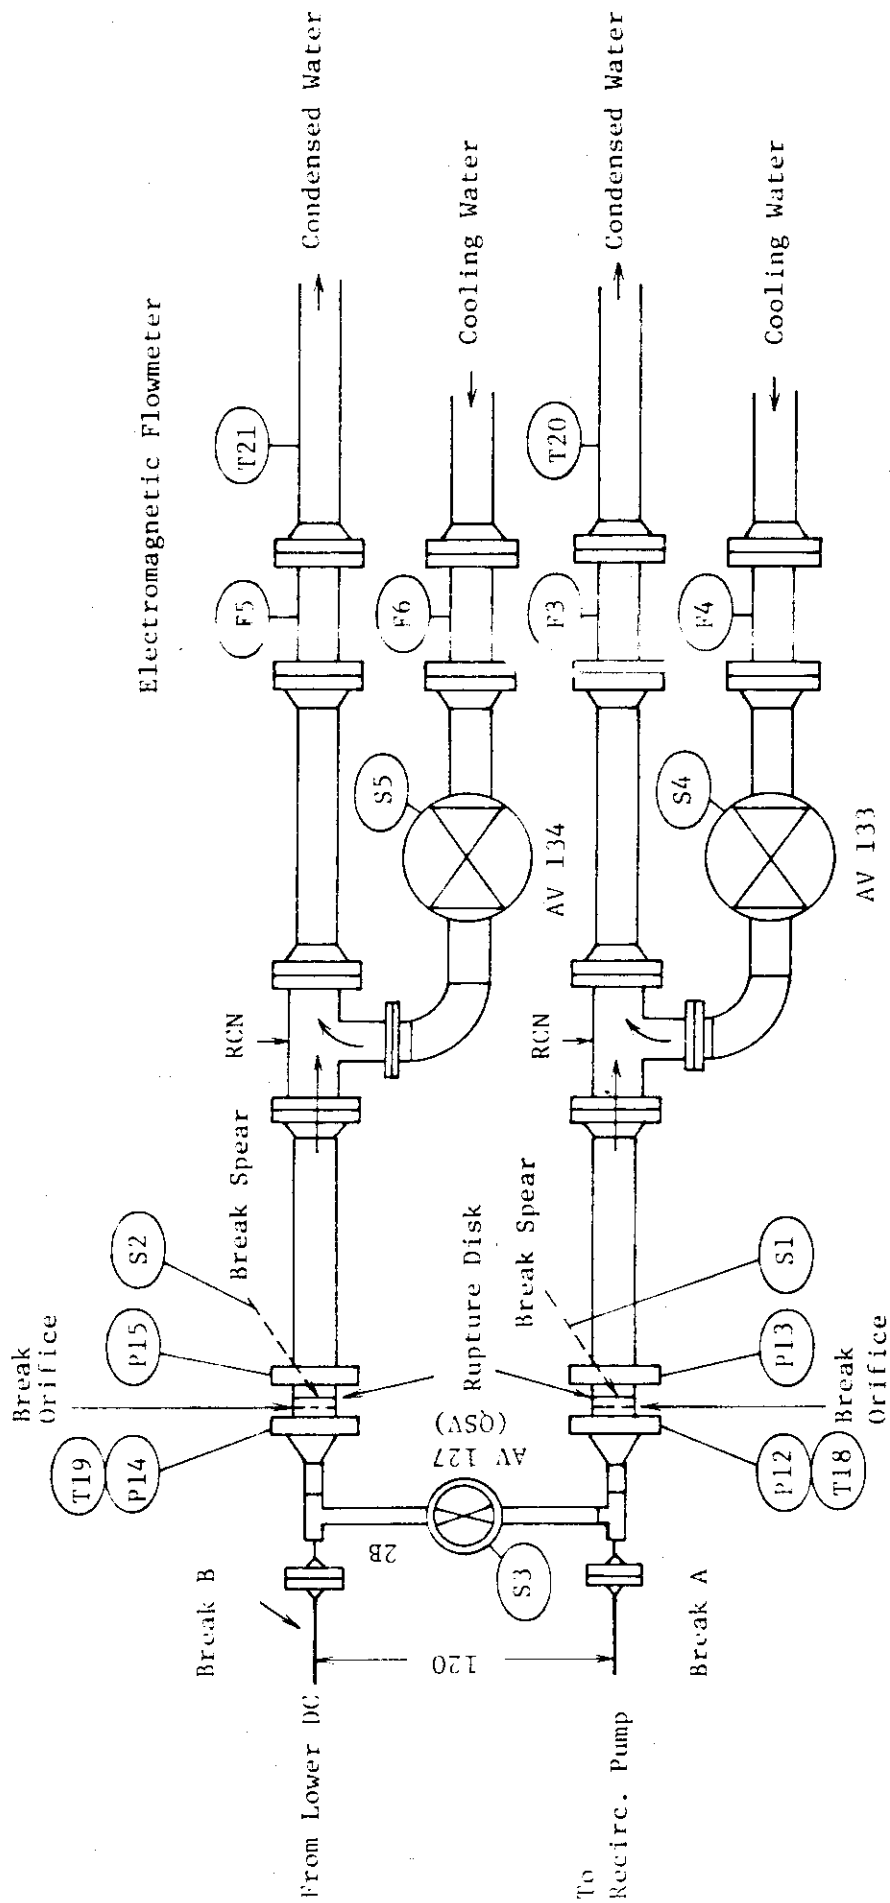 Electromagnetic Flowmeter
Condensed Water
Cooling Water
Condensed Water
Cooling Water
T21
T20
F5
F6
F3
F4
S5
AV 134
S4
AV 133
RCN
RCN
Break Spear
S2
Break Spear
S1
Rupture Disk
P15
P13
Break
Orifice
Break
Orifice
T19
P14
P12
T18
AV 127
(QSV)
2B
S3
Break B
Break A
120
From Lower DC
To
Recirc. Pump